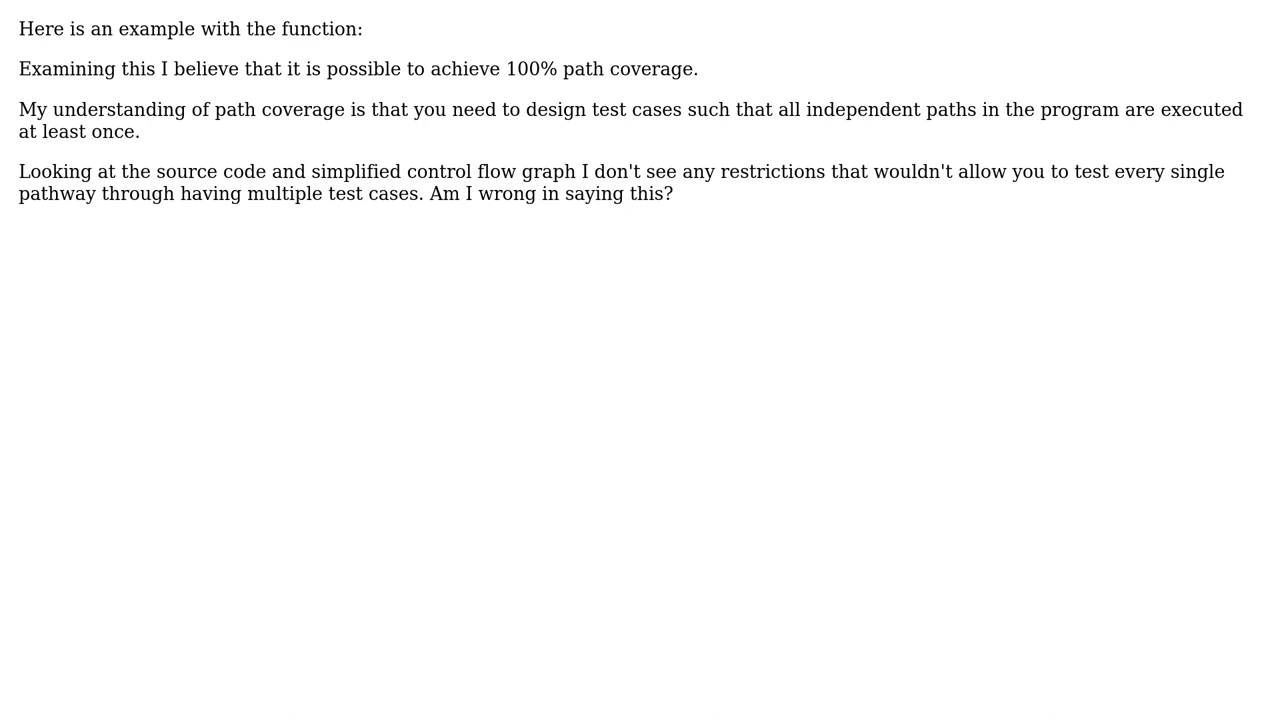 Here is an example with the function:
Examining this I believe that it is possible to achieve 100% path coverage.
My understanding of path coverage is that you need to design test cases such that all independent paths in the program are executed
at least once.
Looking at the source code and simplified control flow graph I don't see any restrictions that wouldn't allow you to test every single
pathway through having multiple test cases. Am I wrong in saying this?